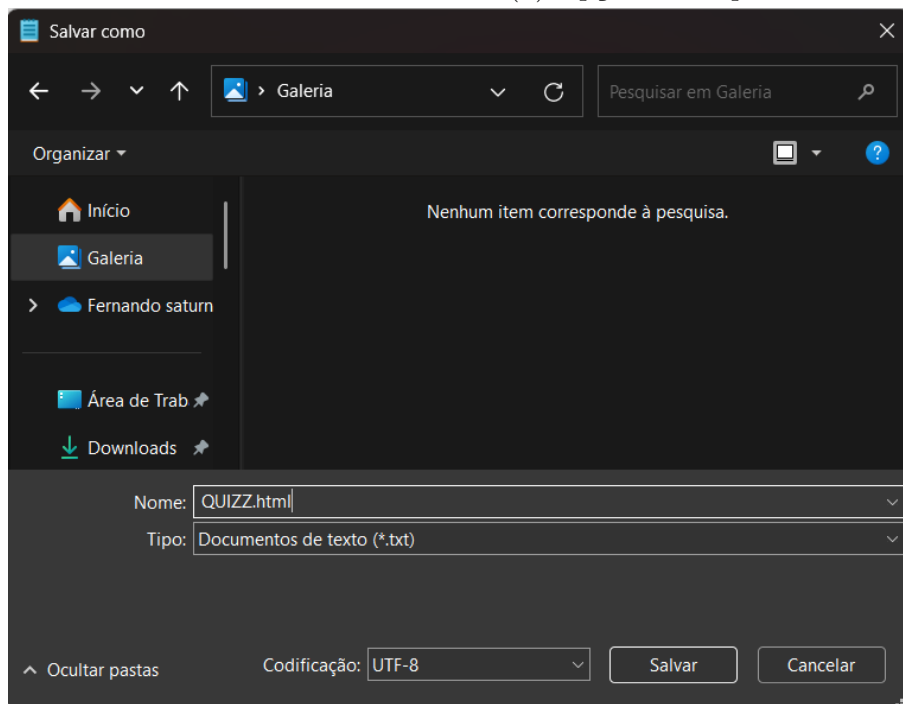 Salvar como
Galeria
Pesquisar em Galeria
Organizar
?
Início
Nenhum item corresponde à pesquisa.
Galeria
Fernando saturn
Área de Trab
Downloads
Nome: QUIZZ.html
Tipo: Documentos de texto (*.txt)
Ocultar pastas
Codificação: UTF-8
Salvar
Cancelar